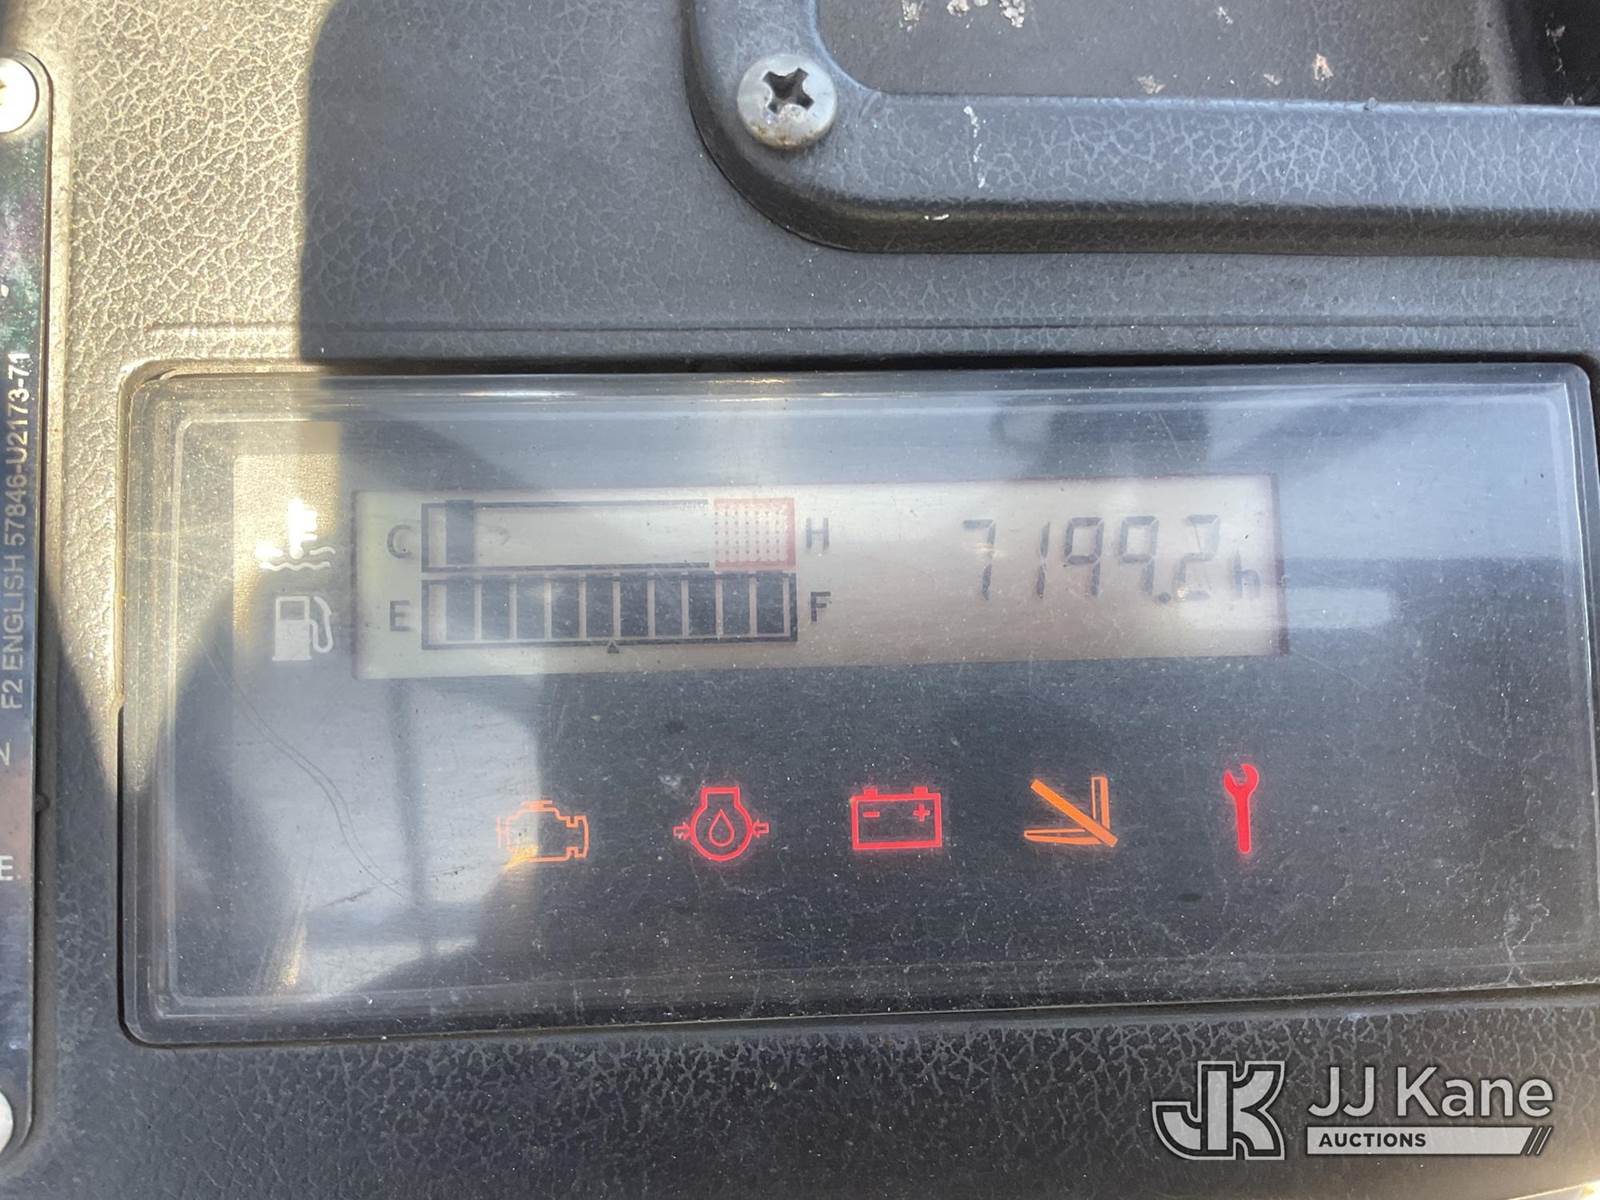 F2 ENGLISH 57846-U2173-71
C H 7199.2h
E F
- +
JJ Kane
AUCTIONS